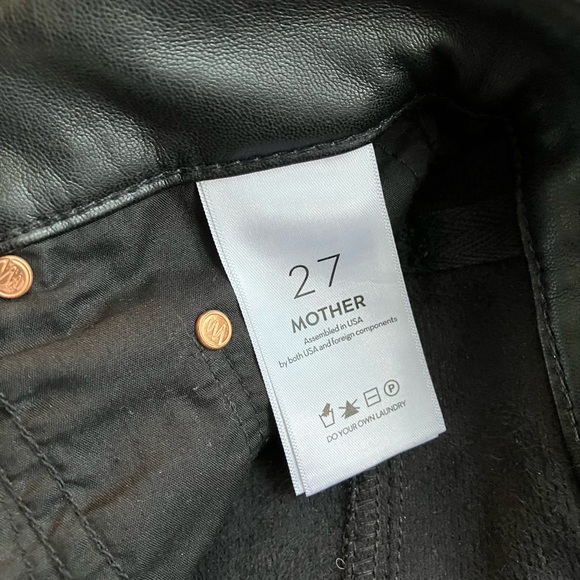 27
MOTHER
Assembled in USA
by both USA and foreign components
P
DO YOUR OWN LAUNDRY
M
M